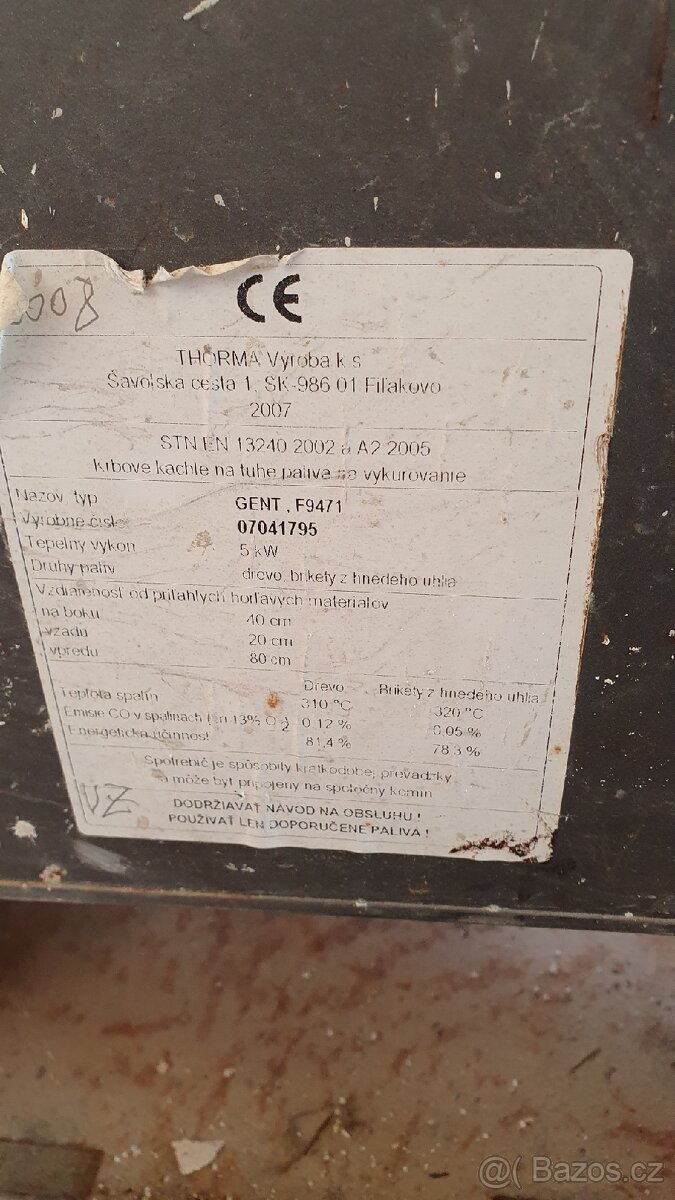 2008
CE
THORMA Výroba k.s
Šávoľská cesta 1, SK-986 01 Fiľakovo
2007
STN EN 13240 2002 a A2 2005
krbové kachle na tuhé palivá na vykurovanie
Názov, typ GENT , F9471
Výrobné číslo 07041795
Tepelný výkon 5 kW
Druhy palív drevo, brikety z hnedého uhlia
Vzdialenosť od priľahlých horľavých materiálov
na boku 40 cm
vzadu 20 cm
vpredu 80 cm
Drevo Brikety z hnedého uhlia
Teplota spalín 310 °C 320 °C
Emisie CO v spalinách (pri 13% O2) 0,12 % 0,05 %
Energetická účinnosť 81,4 % 78,3 %
Spotrebič je spôsobilý krátkodobej prevádzky
a môže byť pripojený na spoločný komín
DODRŽIAVAŤ NÁVOD NA OBSLUHU !
POUŽÍVAŤ LEN DOPORUČENÉ PALIVÁ !
VZ
@( Bazos.cz